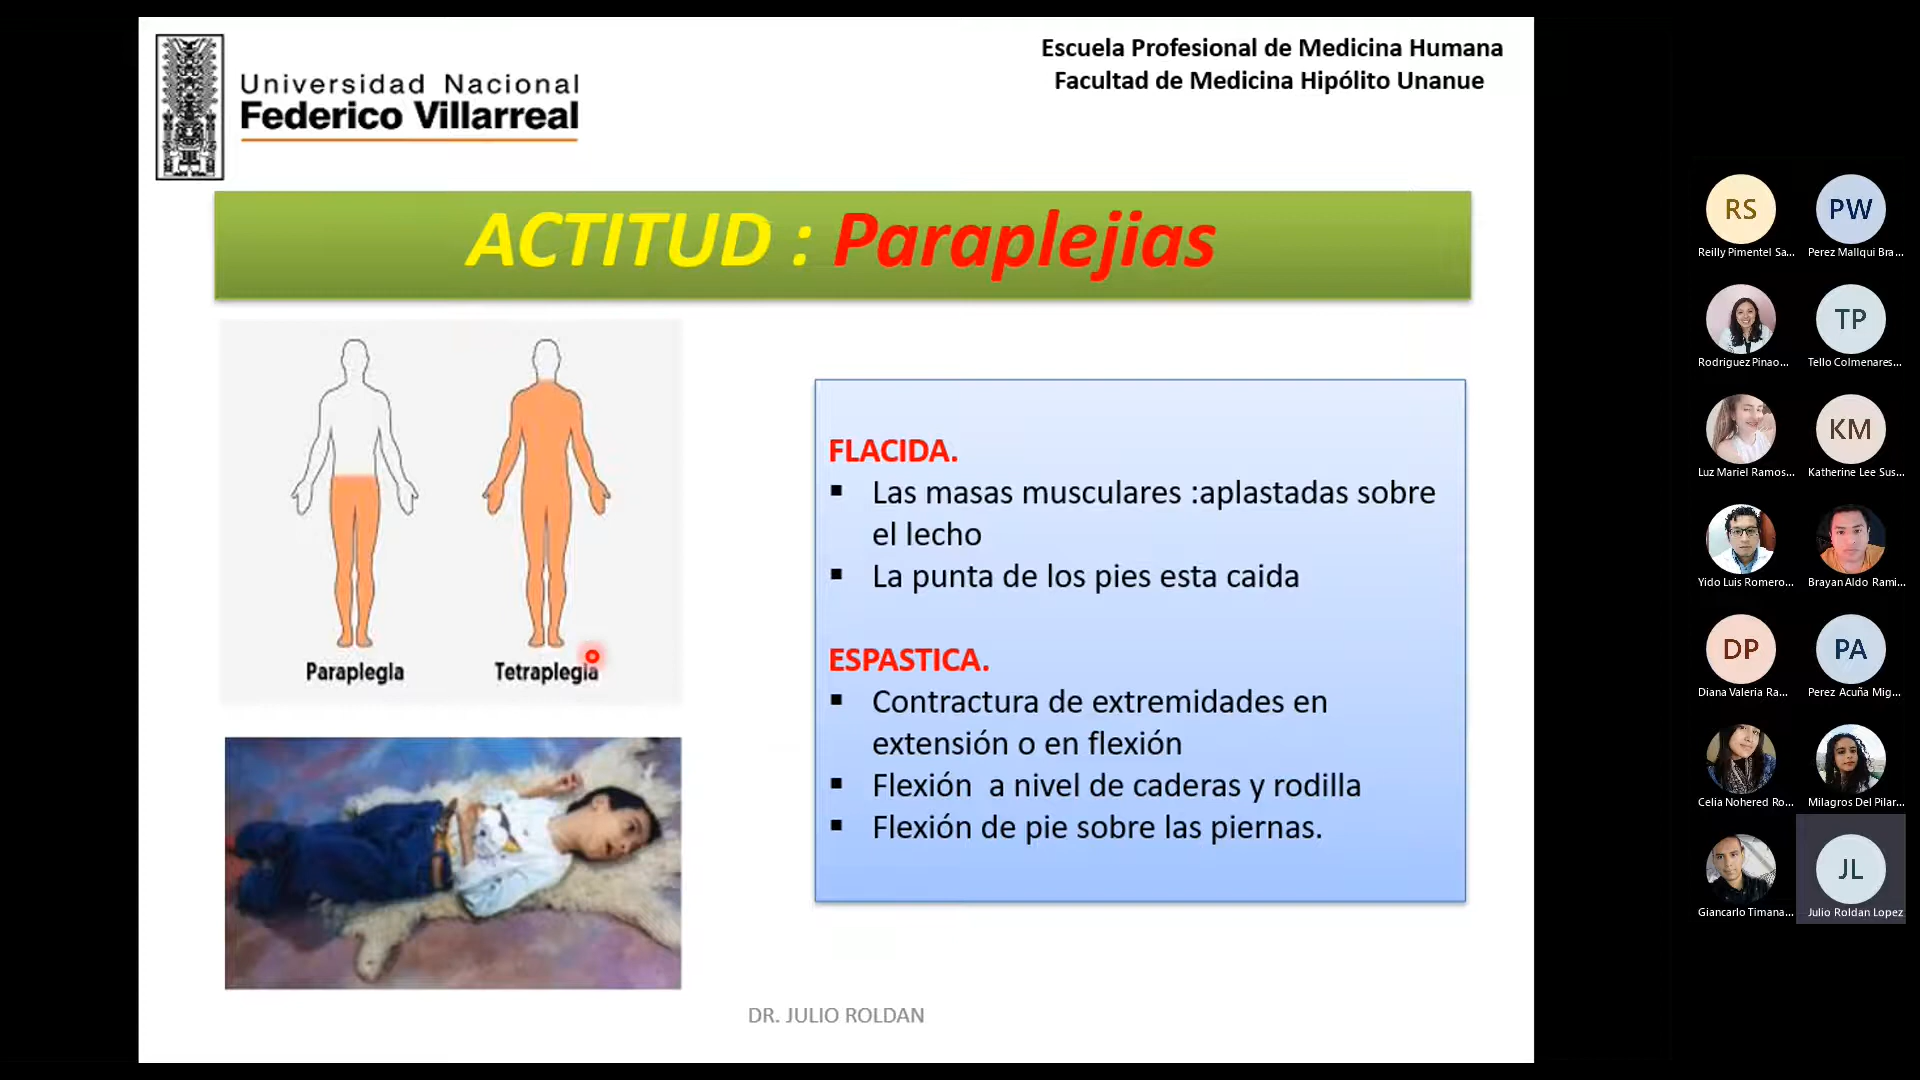 Universidad Nacional
Federico Villarreal
Escuela Profesional de Medicina Humana
Facultad de Medicina Hipólito Unanue
ACTITUD : Paraplejias
Paraplegla
Tetraplegla
FLACIDA.
▪ Las masas musculares :aplastadas sobre
el lecho
▪ La punta de los pies esta caida
ESPASTICA.
▪ Contractura de extremidades en
extensión o en flexión
▪ Flexión a nivel de caderas y rodilla
▪ Flexión de pie sobre las piernas.
DR. JULIO ROLDAN
RS
PW
Reilly Pimentel Sa...
Perez Mallqui Bra...
TP
Rodriguez Pinao...
Tello Colmenares...
KM
Luz Mariel Ramos...
Katherine Lee Sus...
Yido Luis Romero...
Brayan Aldo Rami...
DP
PA
Diana Valeria Ra...
Perez Acuña Mig...
Celia Nohered Ro...
Milagros Del Pilar...
JL
Giancarlo Timana...
Julio Roldan Lopez